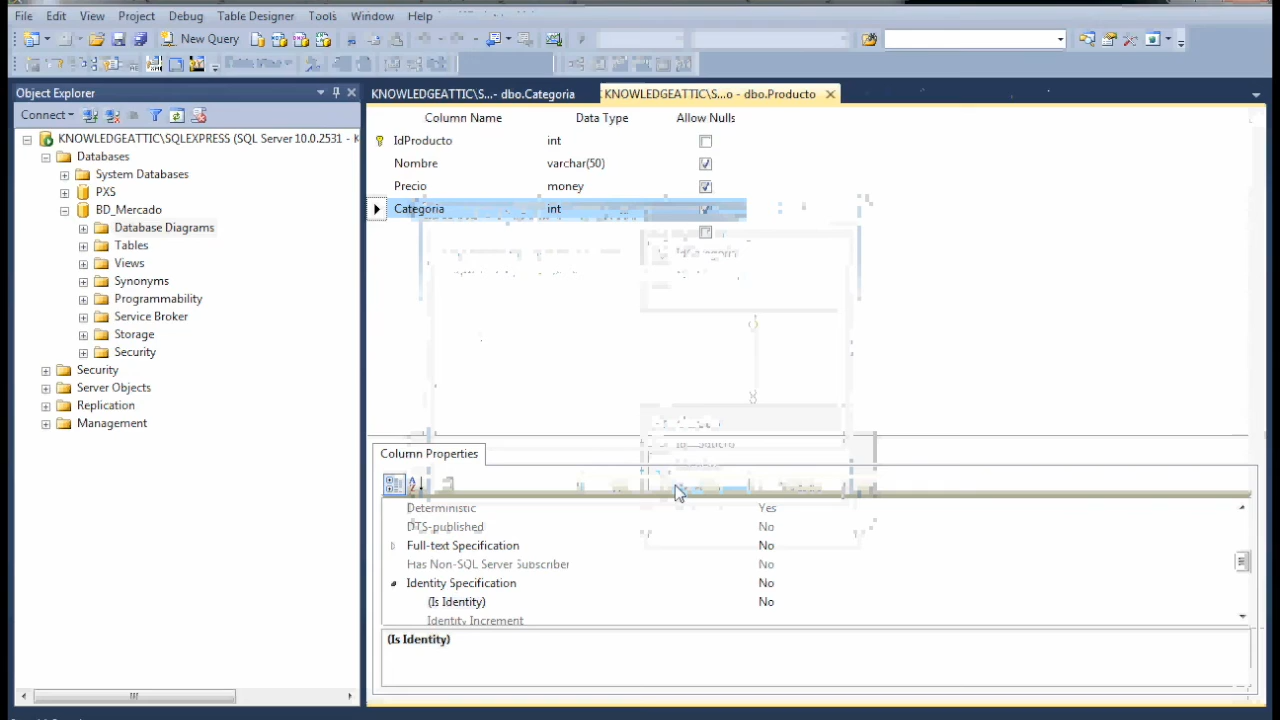 File Edit View Project Debug Table Designer Tools Window Help
New Query
Object Explorer
Connect
KNOWLEDGEATTIC\SQLEXPRESS (SQL Server 10.0.2531 - K
Databases
System Databases
PXS
BD_Mercado
Database Diagrams
Tables
Views
Synonyms
Programmability
Service Broker
Storage
Security
Security
Server Objects
Replication
Management
KNOWLEDGEATTIC\S...- dbo.Categoria
KNOWLEDGEATTIC\S...o - dbo.Producto
Column Name Data Type Allow Nulls
IdProducto int
Nombre varchar(50)
Precio money
Categoria int
Column Properties
Deterministic Yes
DTS-published No
Full-text Specification No
Has Non-SQL Server Subscriber No
Identity Specification No
(Is Identity) No
Identity Increment
(Is Identity)